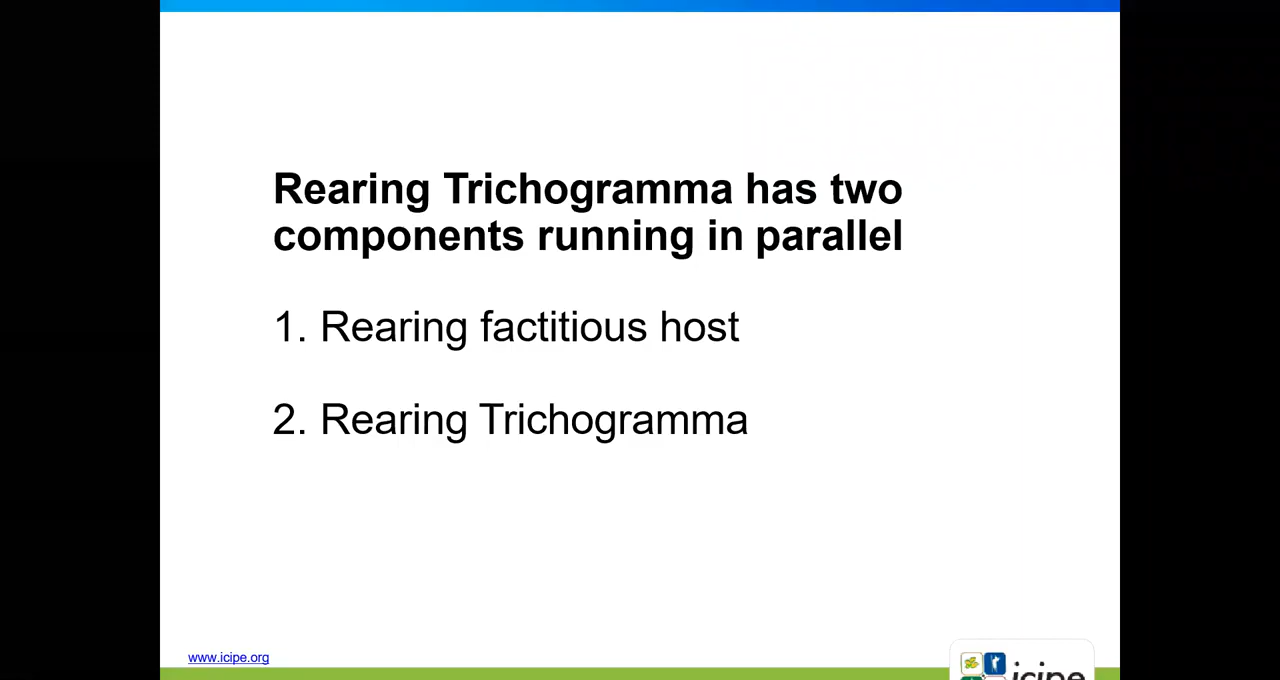 Rearing Trichogramma has two
components running in parallel
1. Rearing factitious host
2. Rearing Trichogramma
www.icipe.org
icipe